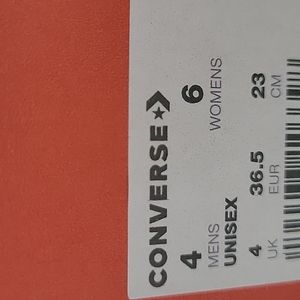 CONVERSE
4 6
MENS WOMENS
UNISEX
4 36.5 23
UK EUR CM